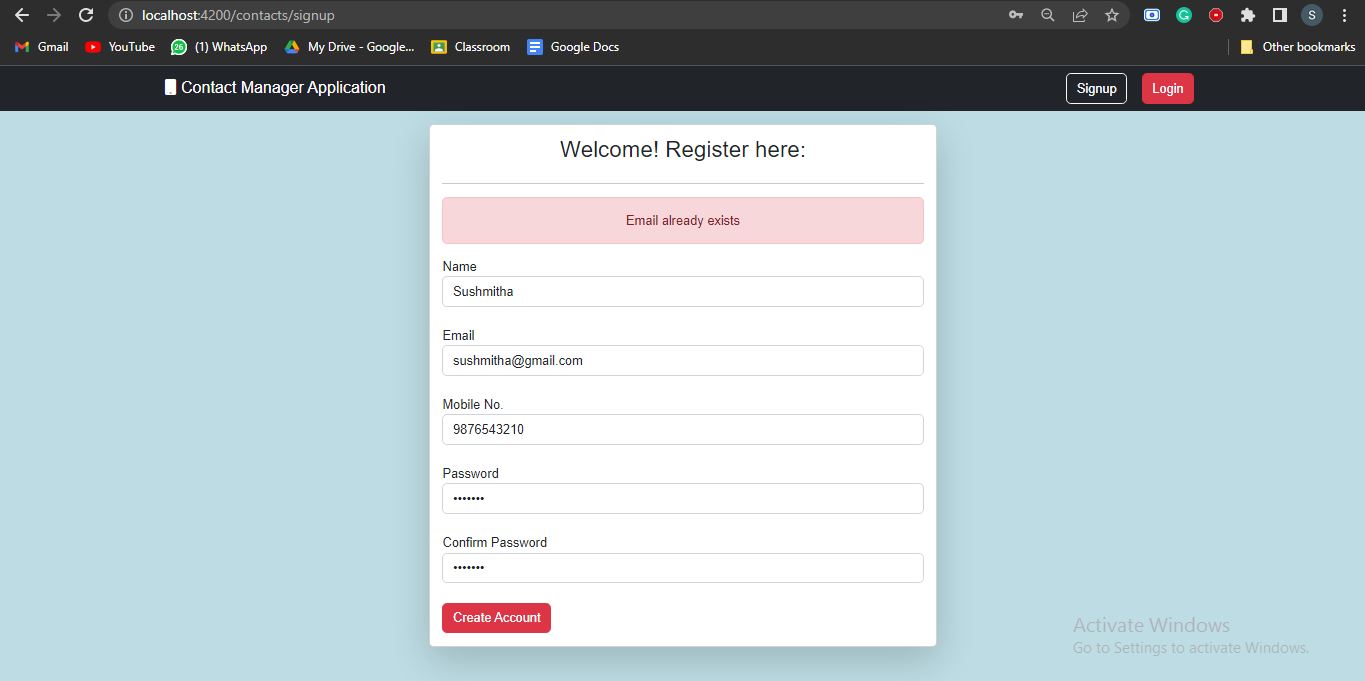 localhost:4200/contacts/signup
S
Gmail YouTube 26 (1) WhatsApp My Drive - Google... Classroom Google Docs Other bookmarks
Contact Manager Application Signup Login
Welcome! Register here:
Email already exists
Name
Sushmitha
Email
sushmitha@gmail.com
Mobile No.
9876543210
Password
•••••••
Confirm Password
•••••••
Create Account
Activate Windows
Go to Settings to activate Windows.